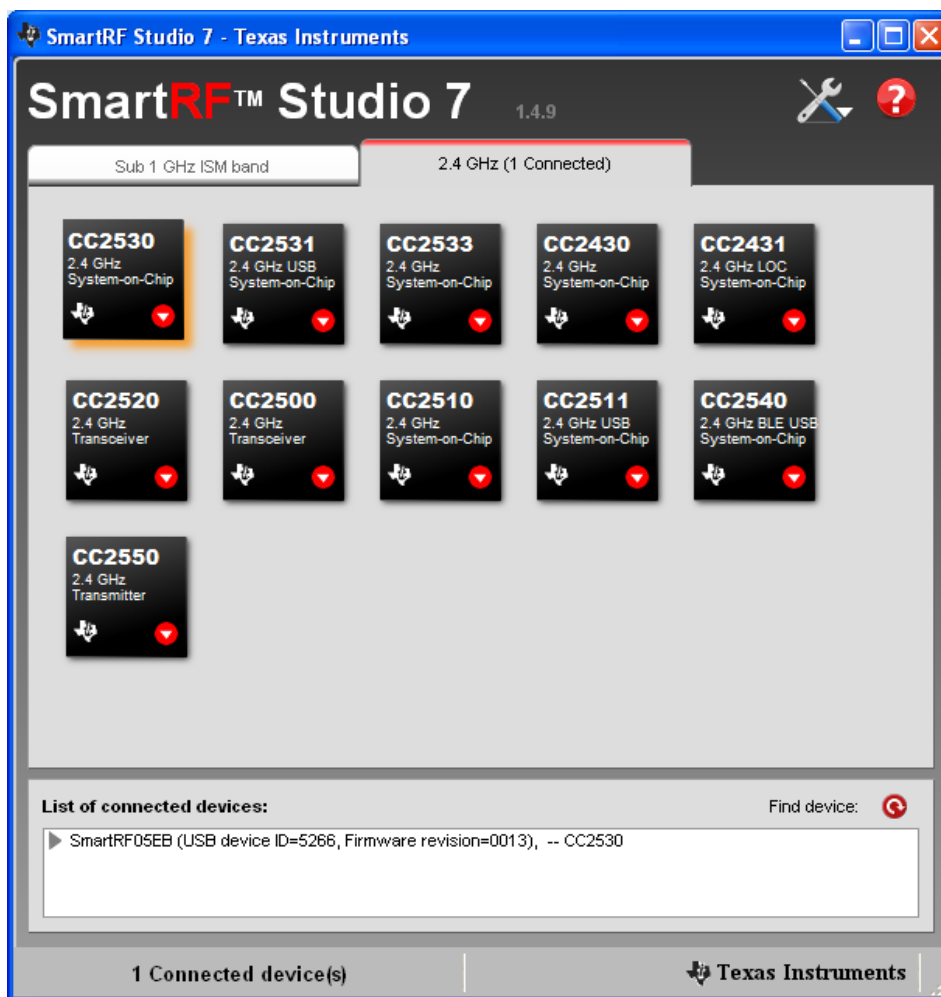 SmartRF Studio 7 - Texas Instruments
SmartRF™ Studio 7 1.4.9
Sub 1 GHz ISM band
2.4 GHz (1 Connected)
CC2530
2.4 GHz
System-on-Chip
CC2531
2.4 GHz USB
System-on-Chip
CC2533
2.4 GHz
System-on-Chip
CC2430
2.4 GHz
System-on-Chip
CC2431
2.4 GHz LOC
System-on-Chip
CC2520
2.4 GHz
Transceiver
CC2500
2.4 GHz
Transceiver
CC2510
2.4 GHz
System-on-Chip
CC2511
2.4 GHz USB
System-on-Chip
CC2540
2.4 GHz BLE USB
System-on-Chip
CC2550
2.4 GHz
Transmitter
List of connected devices:
Find device:
SmartRF05EB (USB device ID=5266, Firmware revision=0013), -- CC2530
1 Connected device(s)
Texas Instruments